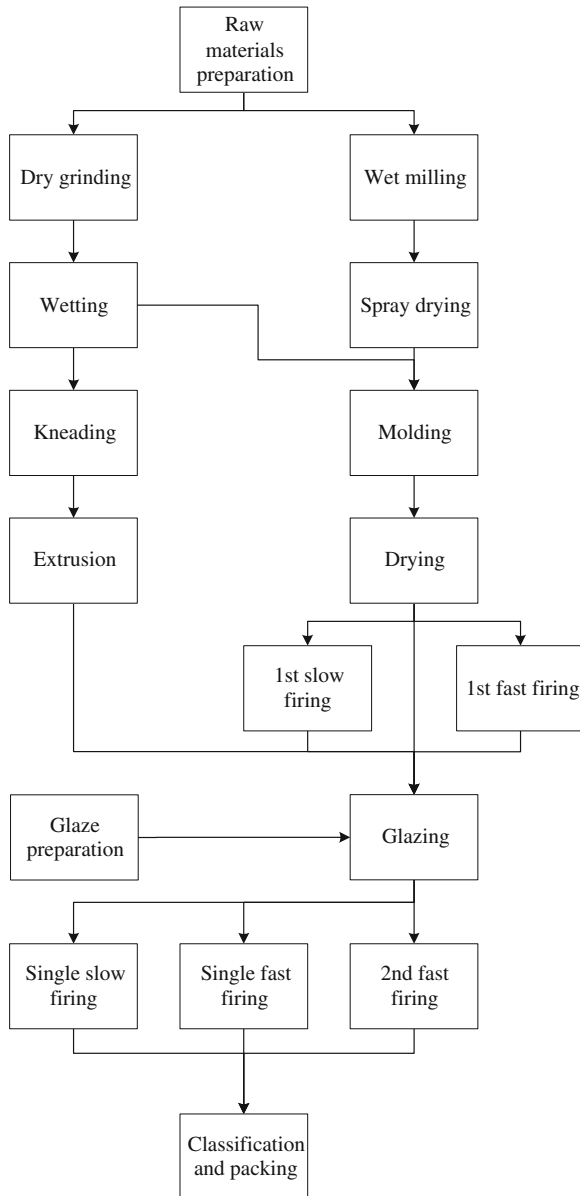 Raw
materials
preparation
Dry grinding
Wet milling
Wetting
Spray drying
Kneading
Molding
Extrusion
Drying
1st slow
firing
1st fast firing
Glaze
preparation
Glazing
Single slow
firing
Single fast
firing
2nd fast
firing
Classification
and packing